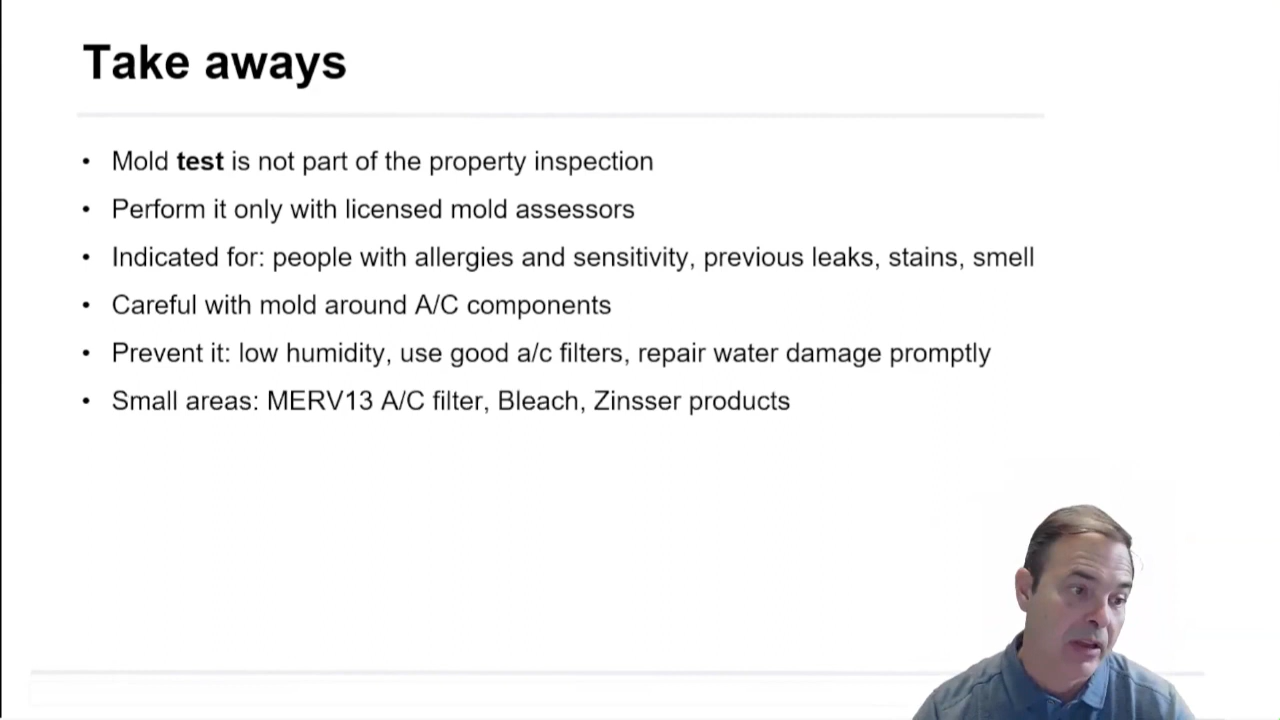 Take aways
• Mold test is not part of the property inspection
• Perform it only with licensed mold assessors
• Indicated for: people with allergies and sensitivity, previous leaks, stains, smell
• Careful with mold around A/C components
• Prevent it: low humidity, use good a/c filters, repair water damage promptly
• Small areas: MERV13 A/C filter, Bleach, Zinsser products